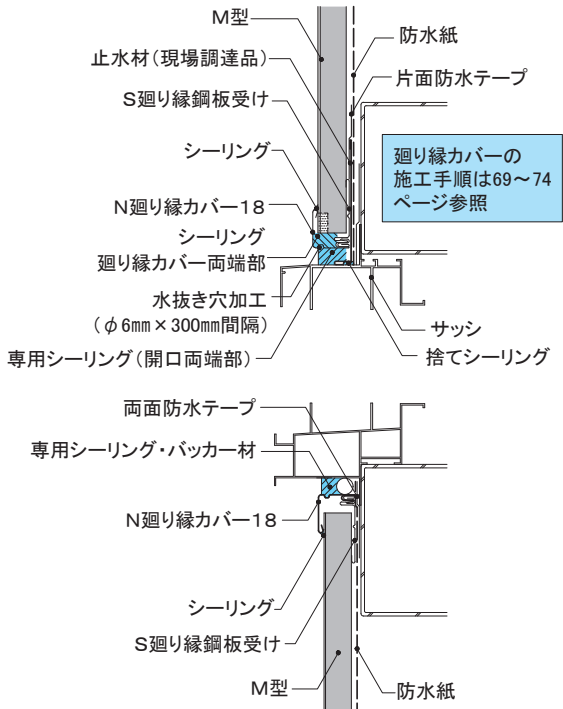 M型
防水紙
止水材（現場調達品）
片面防水テープ
S廻り縁鋼板受け
廻り縁カバーの
施工手順は69～74
ページ参照
シーリング
N廻り縁カバー18
シーリング
廻り縁カバー両端部
水抜き穴加工
（φ6㎜×300㎜間隔）
サッシ
専用シーリング（開口両端部）
捨てシーリング
両面防水テープ
専用シーリング・バッカー材
N廻り縁カバー18
シーリング
S廻り縁鋼板受け
M型
防水紙